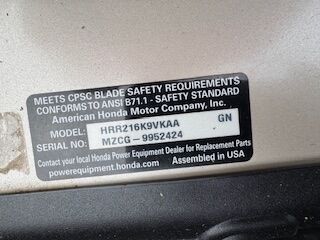 MEETS CPSC BLADE SAFETY REQUIREMENTS
CONFORMS TO ANSI B71.1 - SAFETY STANDARD
American Honda Motor Company, Inc.
MODEL: HRR216K9VKAA GN
SERIAL NO: MZCG-9952424
Contact your local Honda Power Equipment Dealer for Replacement Parts
powerequipment.honda.com Assembled in USA